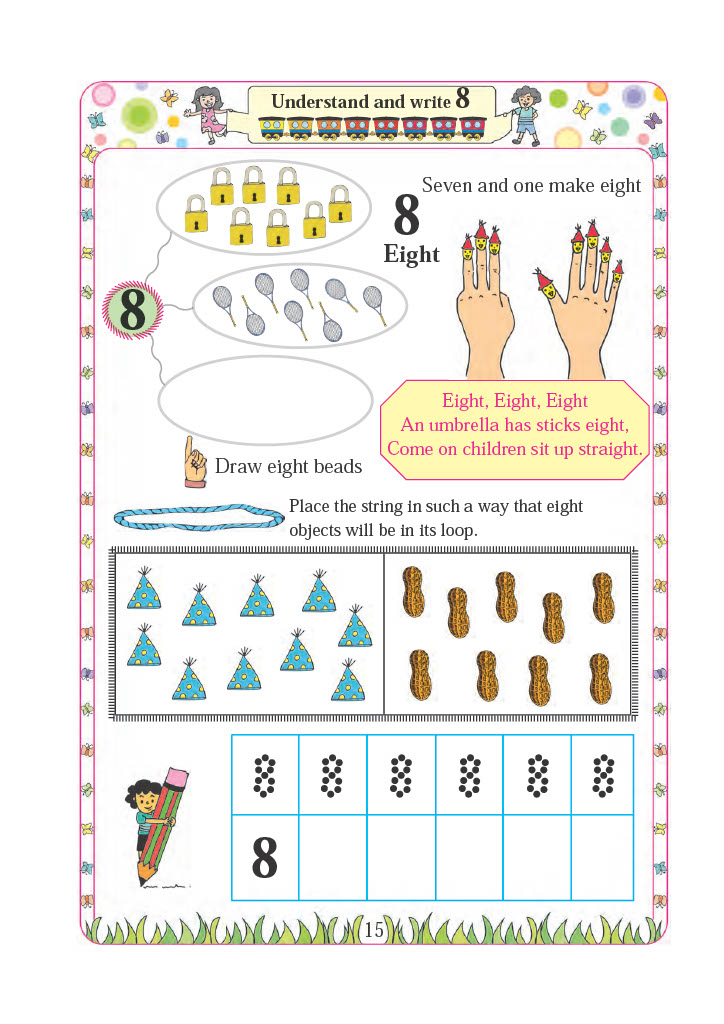 Understand and write 8
Seven and one make eight
8
Eight
8
Eight, Eight, Eight
An umbrella has sticks eight,
Come on children sit up straight.
Draw eight beads
Place the string in such a way that eight
objects will be in its loop.
8 8 8 8 8 8
8
15